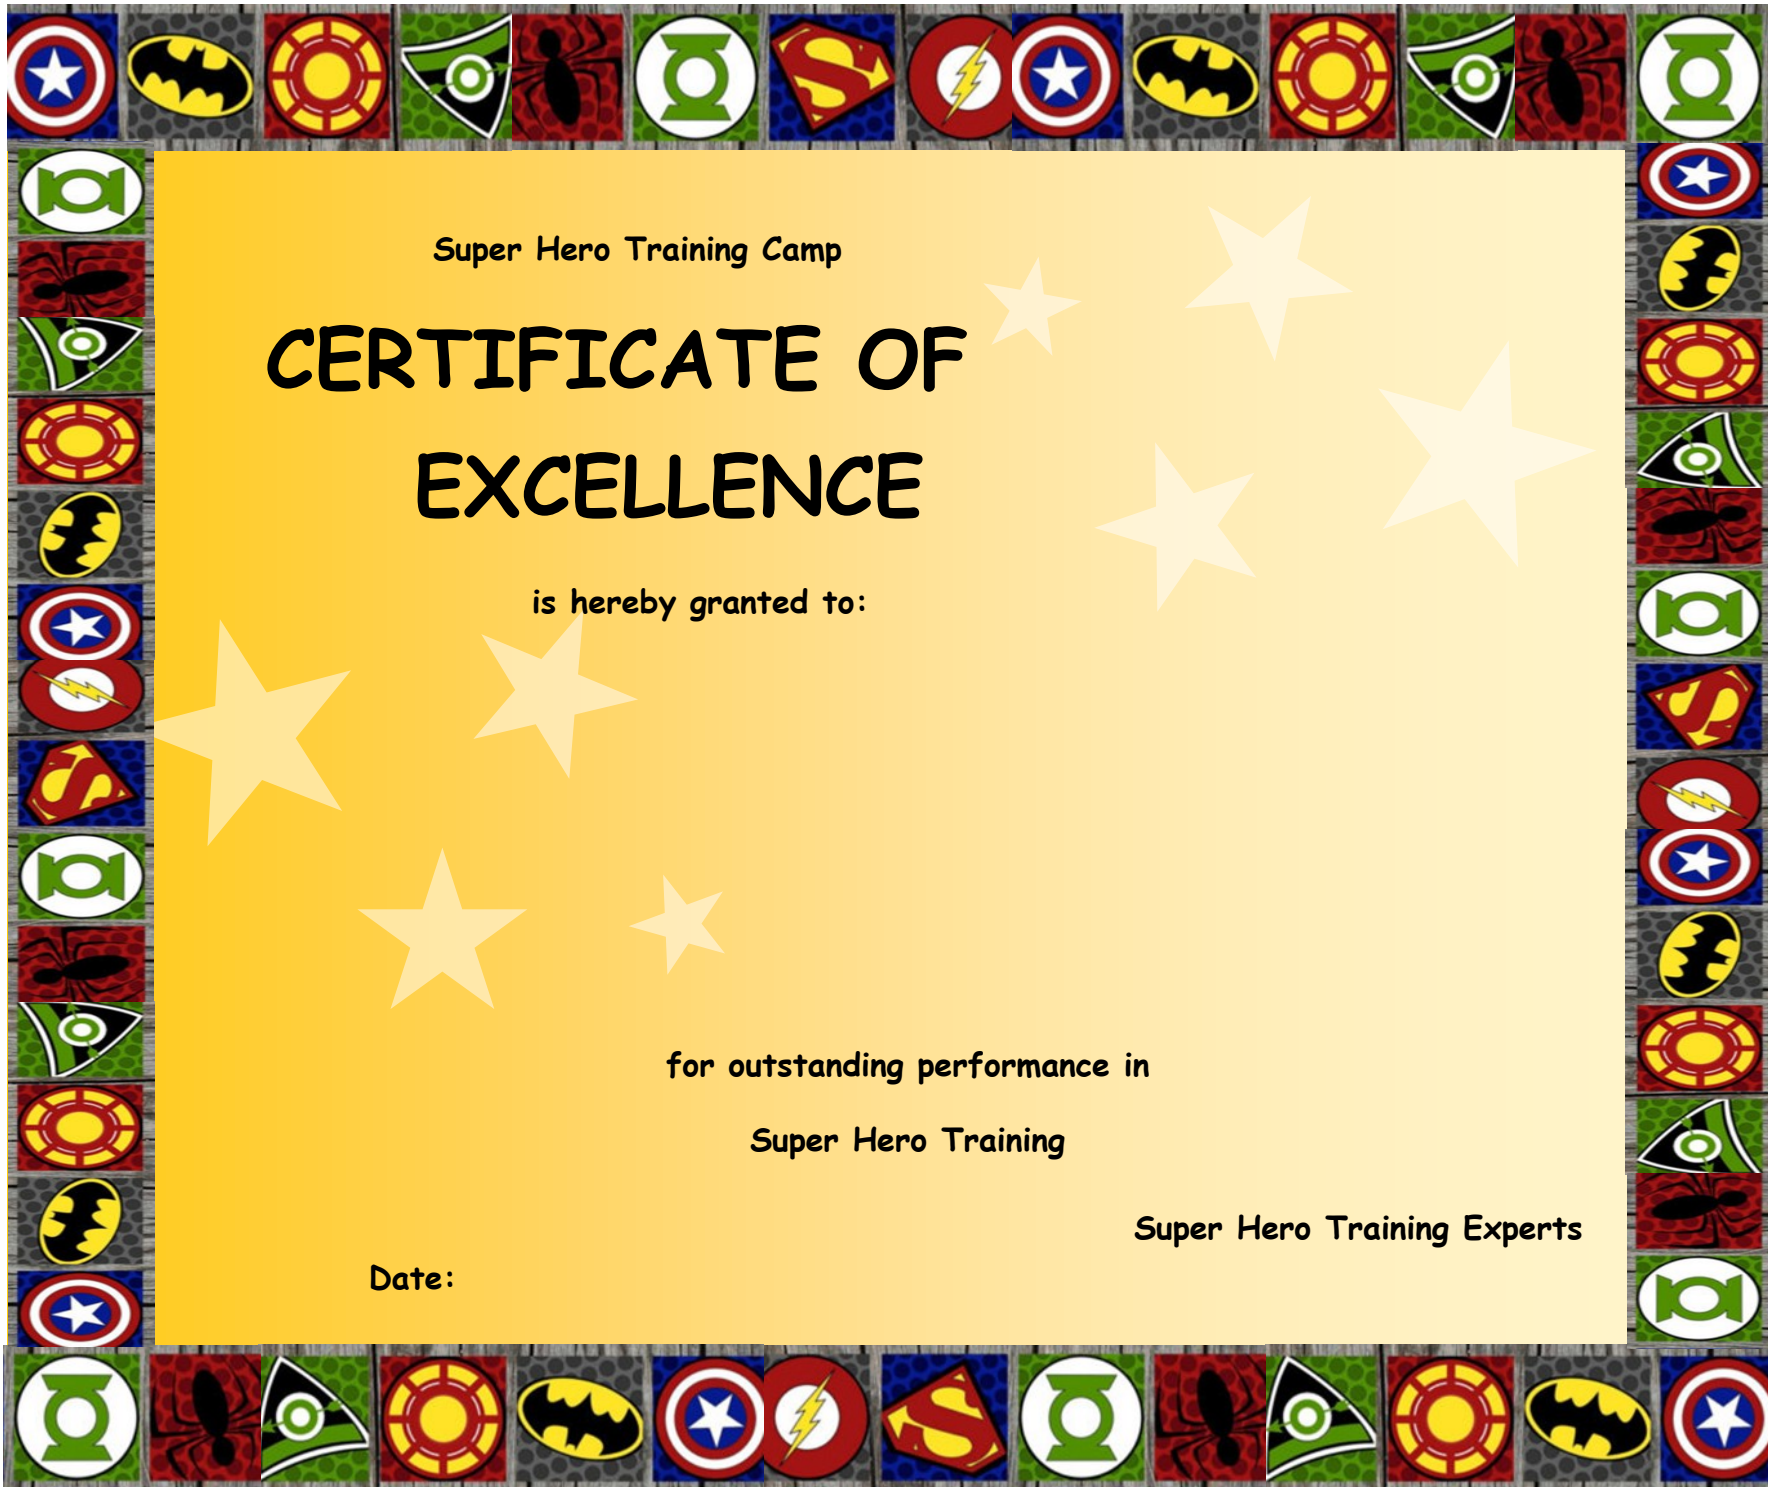 Super Hero Training Camp
CERTIFICATE OF
EXCELLENCE
is hereby granted to:
for outstanding performance in
Super Hero Training
Super Hero Training Experts
Date: